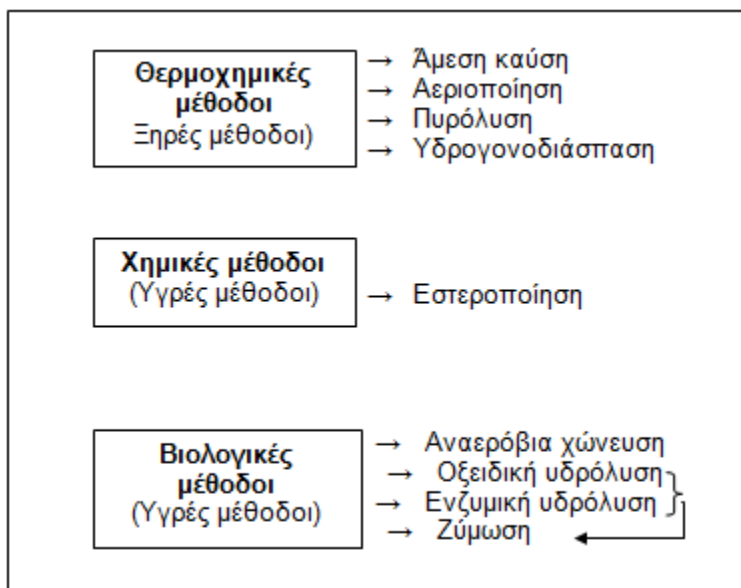 Θερμοχημικές
μέθοδοι
Ξηρές μέθοδοι)
→ Άμεση καύση
→ Αεριοποίηση
→ Πυρόλυση
→ Υδρογονοδιάσπαση
Χημικές μέθοδοι
(Υγρές μέθοδοι)
→ Εστεροποίηση
Βιολογικές
μέθοδοι
(Υγρές μέθοδοι)
→ Αναερόβια χώνευση
→ Οξειδική υδρόλυση
→ Ενζυμική υδρόλυση
→ Ζύμωση